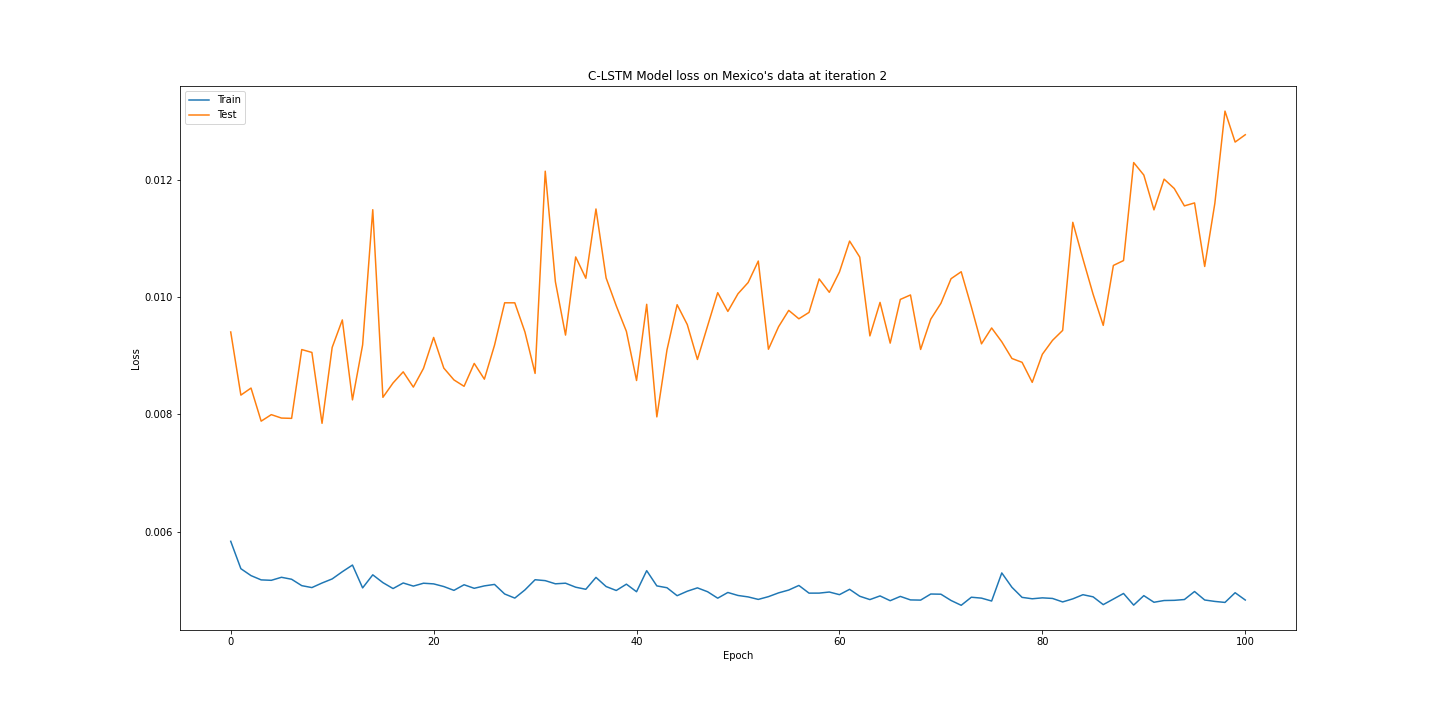 C-LSTM Model loss on Mexico's data at iteration 2
Train
Test
0.012
0.010
0.008
0.006
Loss
0 20 40 60 80 100
Epoch